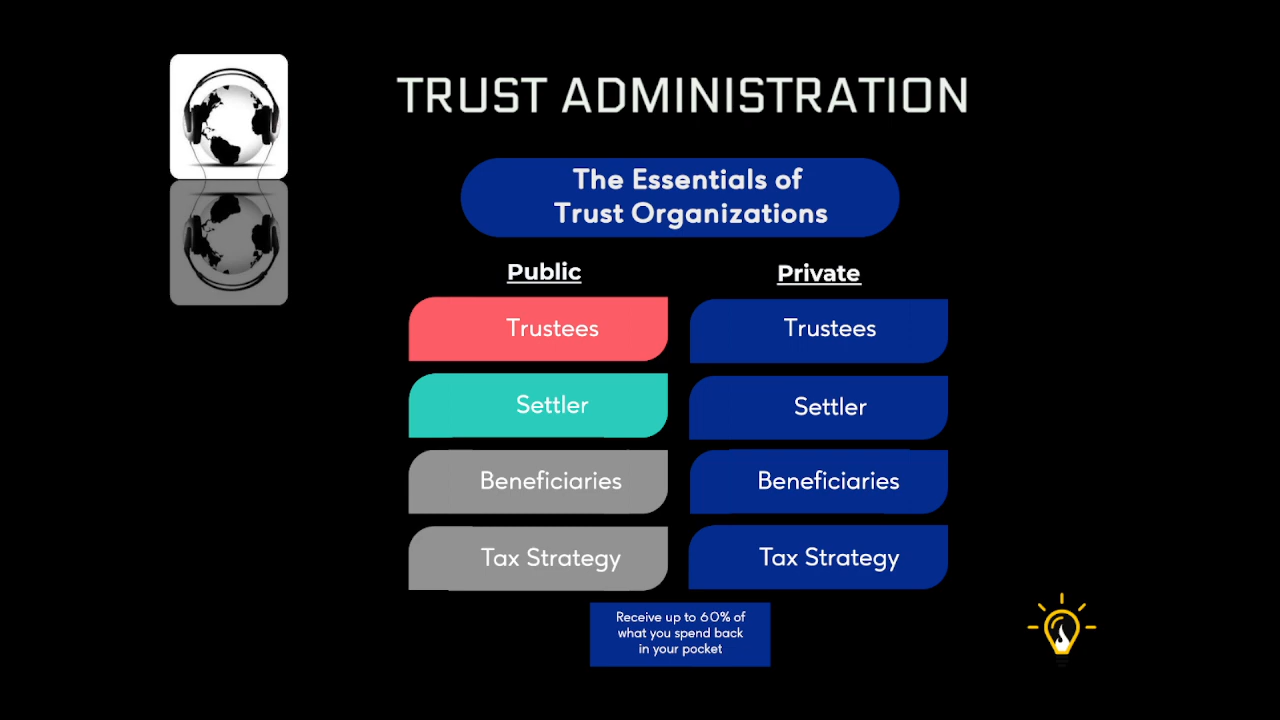 TRUST ADMINISTRATION
The Essentials of
Trust Organizations
Public
Private
Trustees
Trustees
Settler
Settler
Beneficiaries
Beneficiaries
Tax Strategy
Tax Strategy
Receive up to 60% of
what you spend back
in your pocket